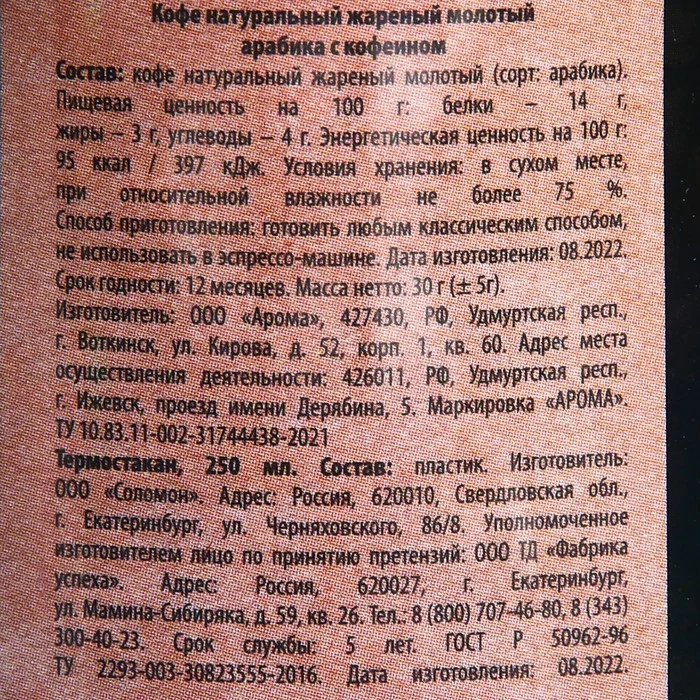 Кофе натуральный жареный молотый
арабика с кофеином
Состав: кофе натуральный жареный молотый (сорт: арабика).
Пищевая ценность на 100 г: белки – 14 г,
жиры – 3 г, углеводы – 4 г. Энергетическая ценность на 100 г:
95 ккал / 397 кДж. Условия хранения: в сухом месте,
при относительной влажности не более 75 %.
Способ приготовления: готовить любым классическим способом,
не использовать в эспрессо-машине. Дата изготовления: 08.2022.
Срок годности: 12 месяцев. Масса нетто: 30 г (± 5г).
Изготовитель: ООО «Арома», 427430, РФ, Удмуртская респ.,
г. Воткинск, ул. Кирова, д. 52, корп. 1, кв. 60. Адрес места
осуществления деятельности: 426011, РФ, Удмуртская респ.,
г. Ижевск, проезд имени Дерябина, 5. Маркировка «АРОМА».
ТУ 10.83.11-002-31744438-2021
Термостакан, 250 мл. Состав: пластик. Изготовитель:
ООО «Соломон». Адрес: Россия, 620010, Свердловская обл.,
г. Екатеринбург, ул. Черняховского, 86/8. Уполномоченное
изготовителем лицо по принятию претензий: ООО ТД «Фабрика
успеха». Адрес: Россия, 620027, г. Екатеринбург,
ул. Мамина-Сибиряка, д. 59, кв. 26. Тел.: 8 (800) 707-46-80, 8 (343)
300-40-23. Срок службы: 5 лет. ГОСТ Р 50962-96
ТУ 2293-003-30823555-2016. Дата изготовления: 08.2022.